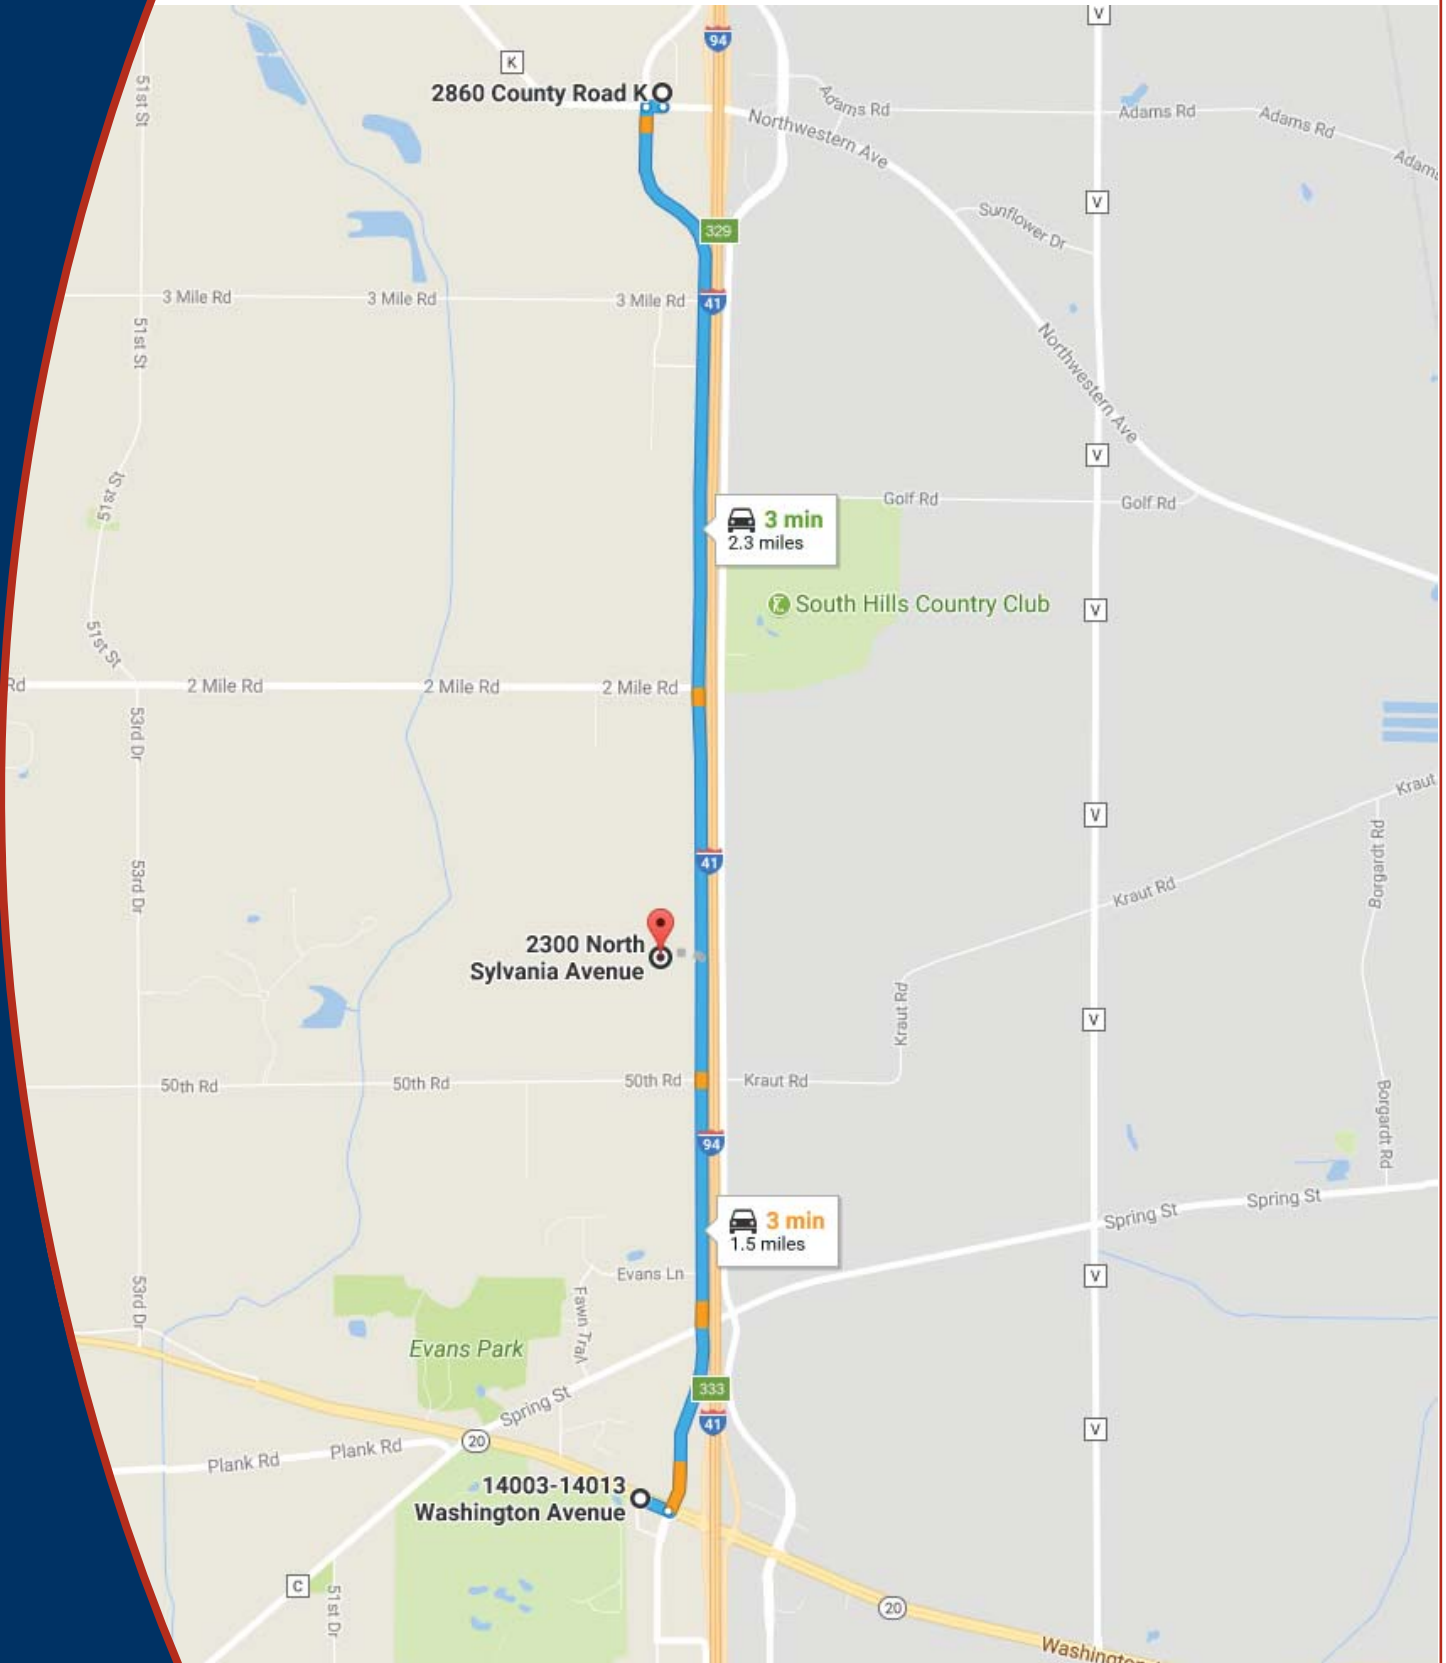 94
V
K
51st St
2860 County Road K
Adams Rd
Adams Rd
Adams Rd
Northwestern Ave
V
Sunflower Dr
329
3 Mile Rd
3 Mile Rd
3 Mile Rd
41
51st St
Northwestern Ave
V
51st St
Golf Rd
Golf Rd
3 min
2.3 miles
South Hills Country Club
V
51st St
Rd
2 Mile Rd
2 Mile Rd
2 Mile Rd
53rd Dr
Kraut
V
41
53rd Dr
Borgardt Rd
Kraut Rd
2300 North
Sylvania Avenue
Kraut Rd
V
50th Rd
50th Rd
50th Rd
Kraut Rd
Borgardt Rd
94
3 min
1.5 miles
Spring St
Spring St
Evans Ln
V
53rd Dr
Fawn Trail
Evans Park
333
Spring St
41
V
20
Plank Rd
Plank Rd
14003-14013
Washington Avenue
C
51st Dr
20